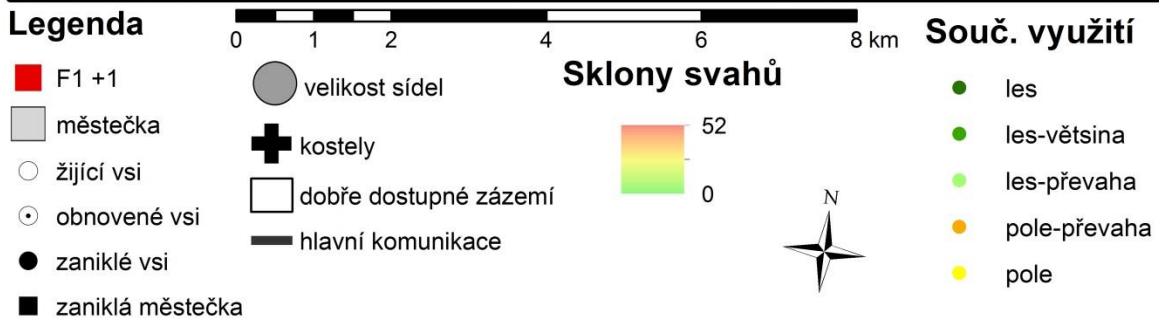 Legenda
F1 +1
městečka
žijící vsi
obnovené vsi
zaniklé vsi
zaniklá městečka
0 1 2 4 6 8 km
velikost sídel
kostely
dobře dostupné zázemí
hlavní komunikace
Sklony svahů
52
0
N
Souč. využití
les
les-větsina
les-převaha
pole-převaha
pole